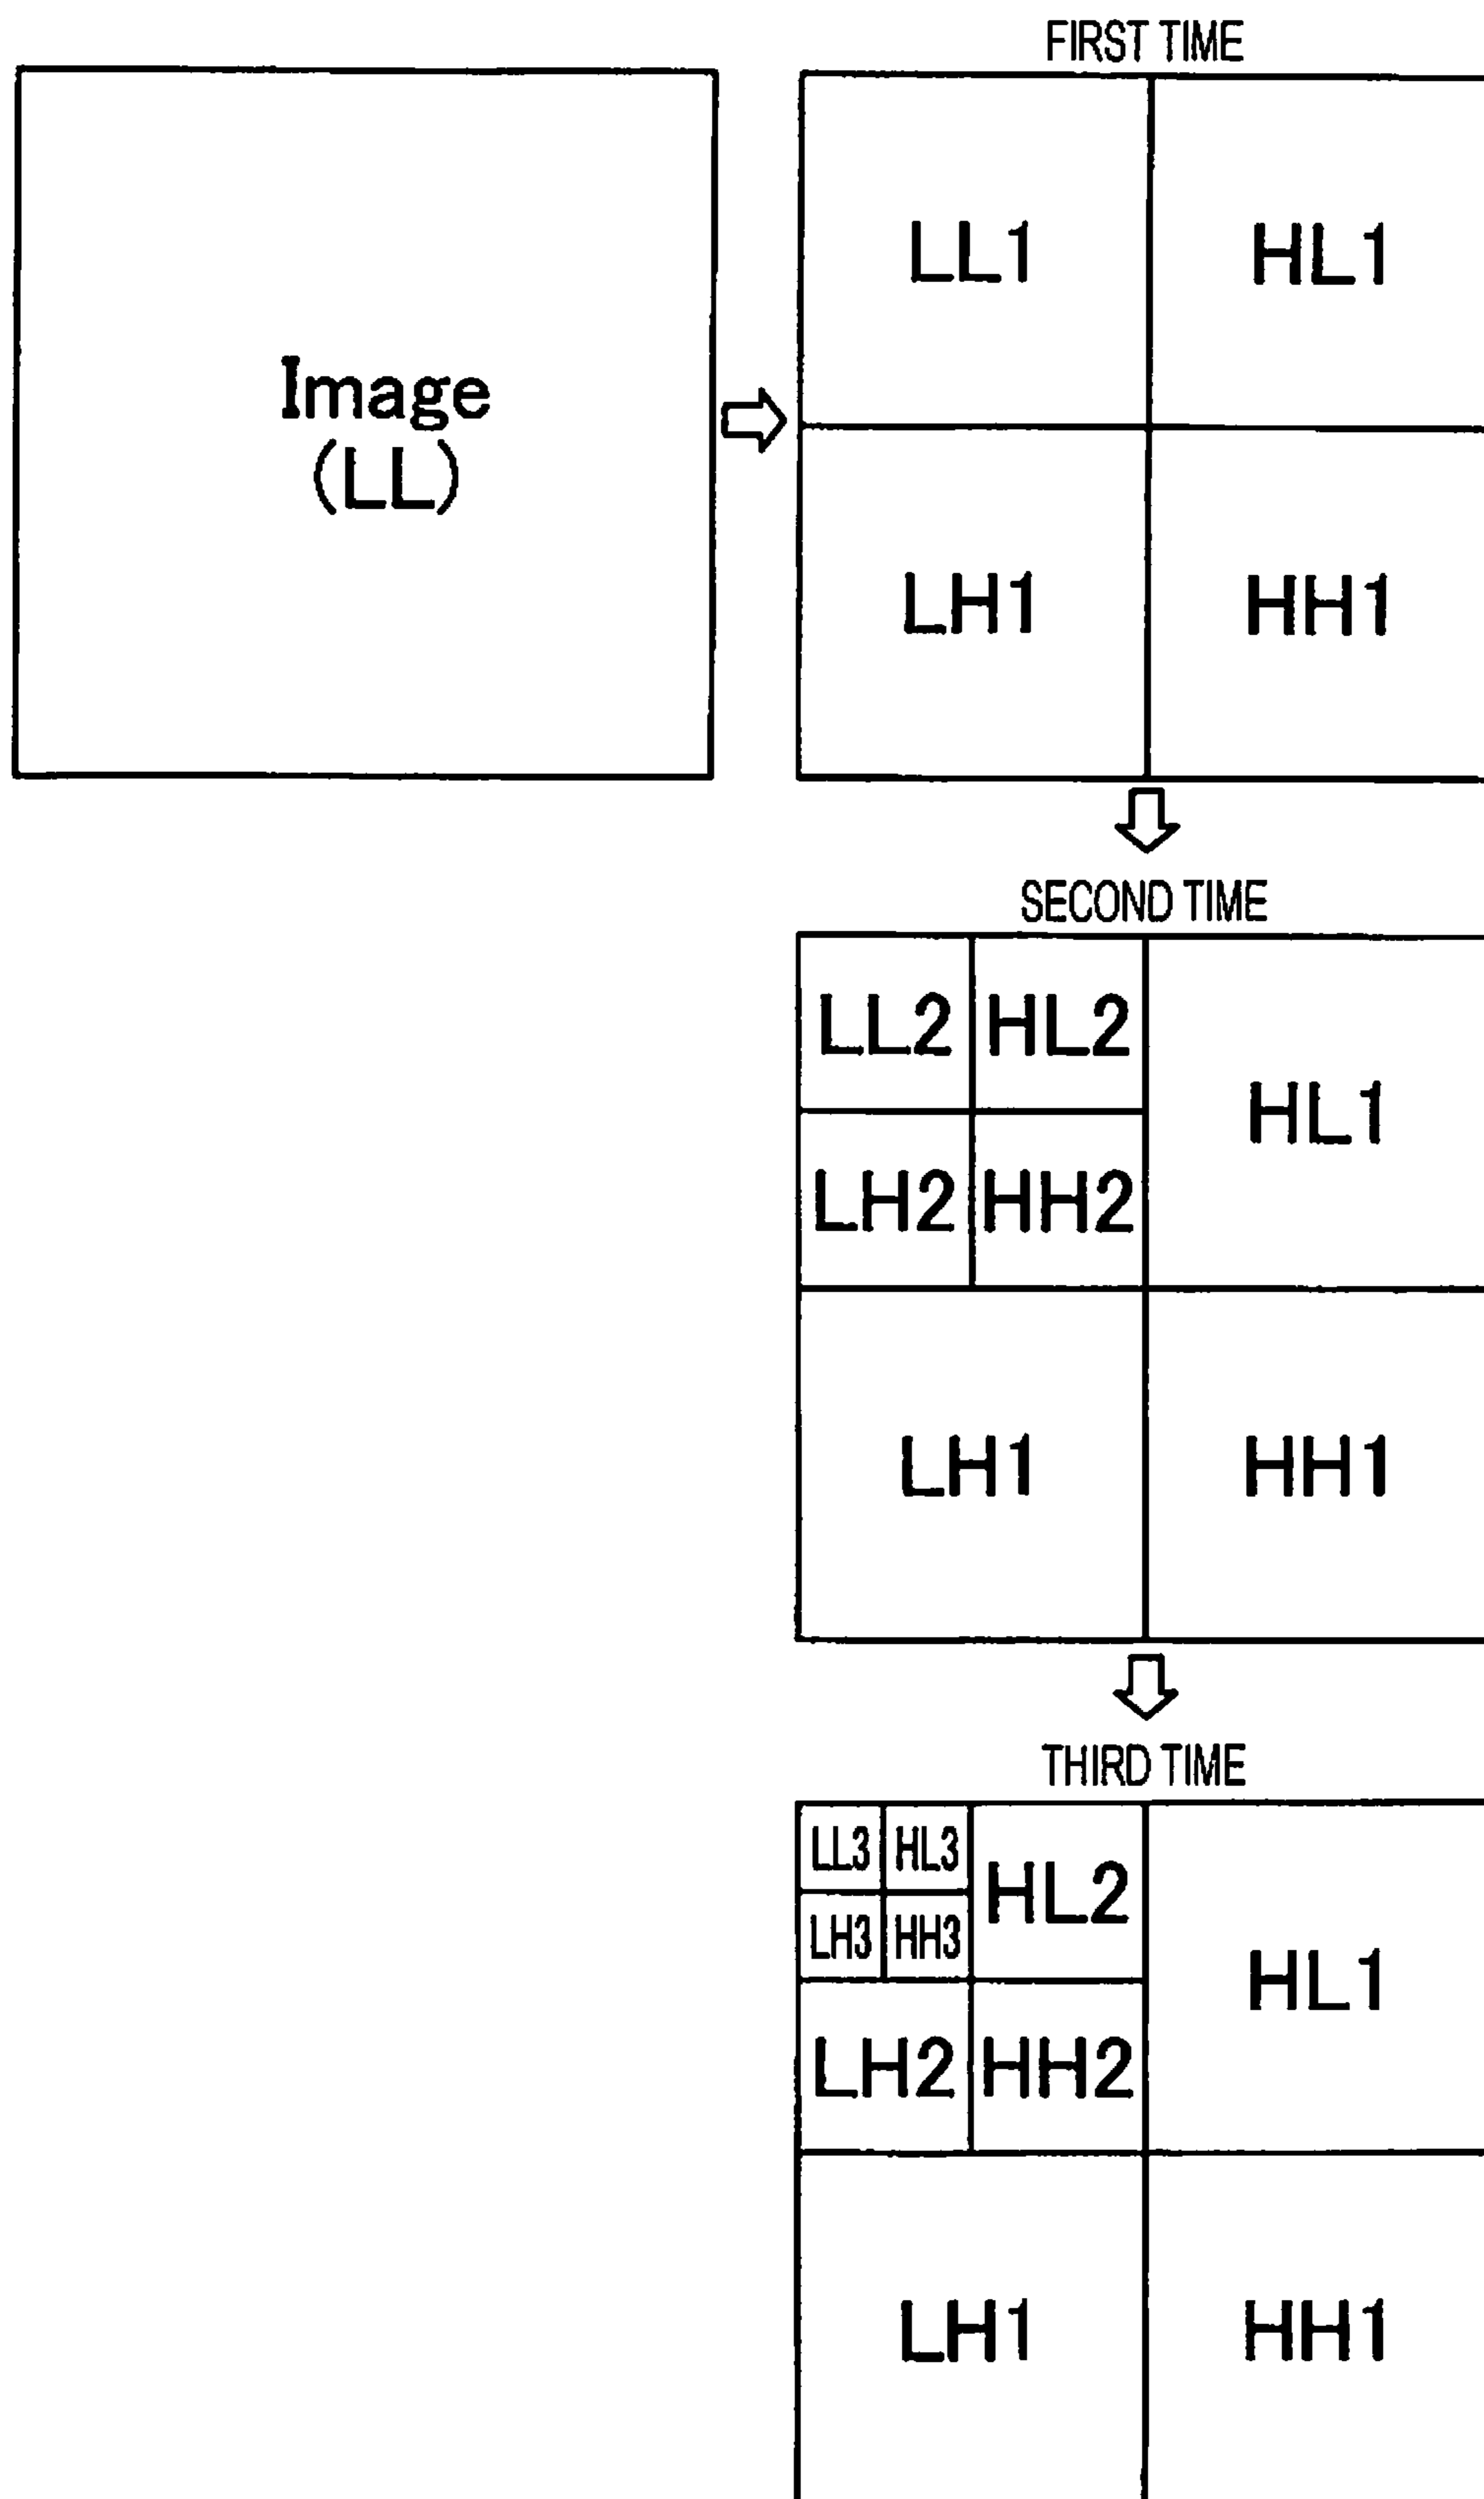 FIRST TIME
LL1 HL1
Image
(LL)
LH1 HH1
SECOND TIME
LL2 HL2
HL1
LH2 HH2
LH1 HH1
THIRD TIME
LL3 HL3
HL2
LH3 HH3
HL1
LH2 HH2
LH1 HH1